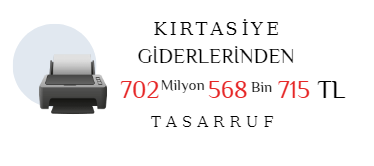 KIRTASİYE
GİDERLERİNDEN
702 Milyon 568 Bin 715 TL
TASARRUF